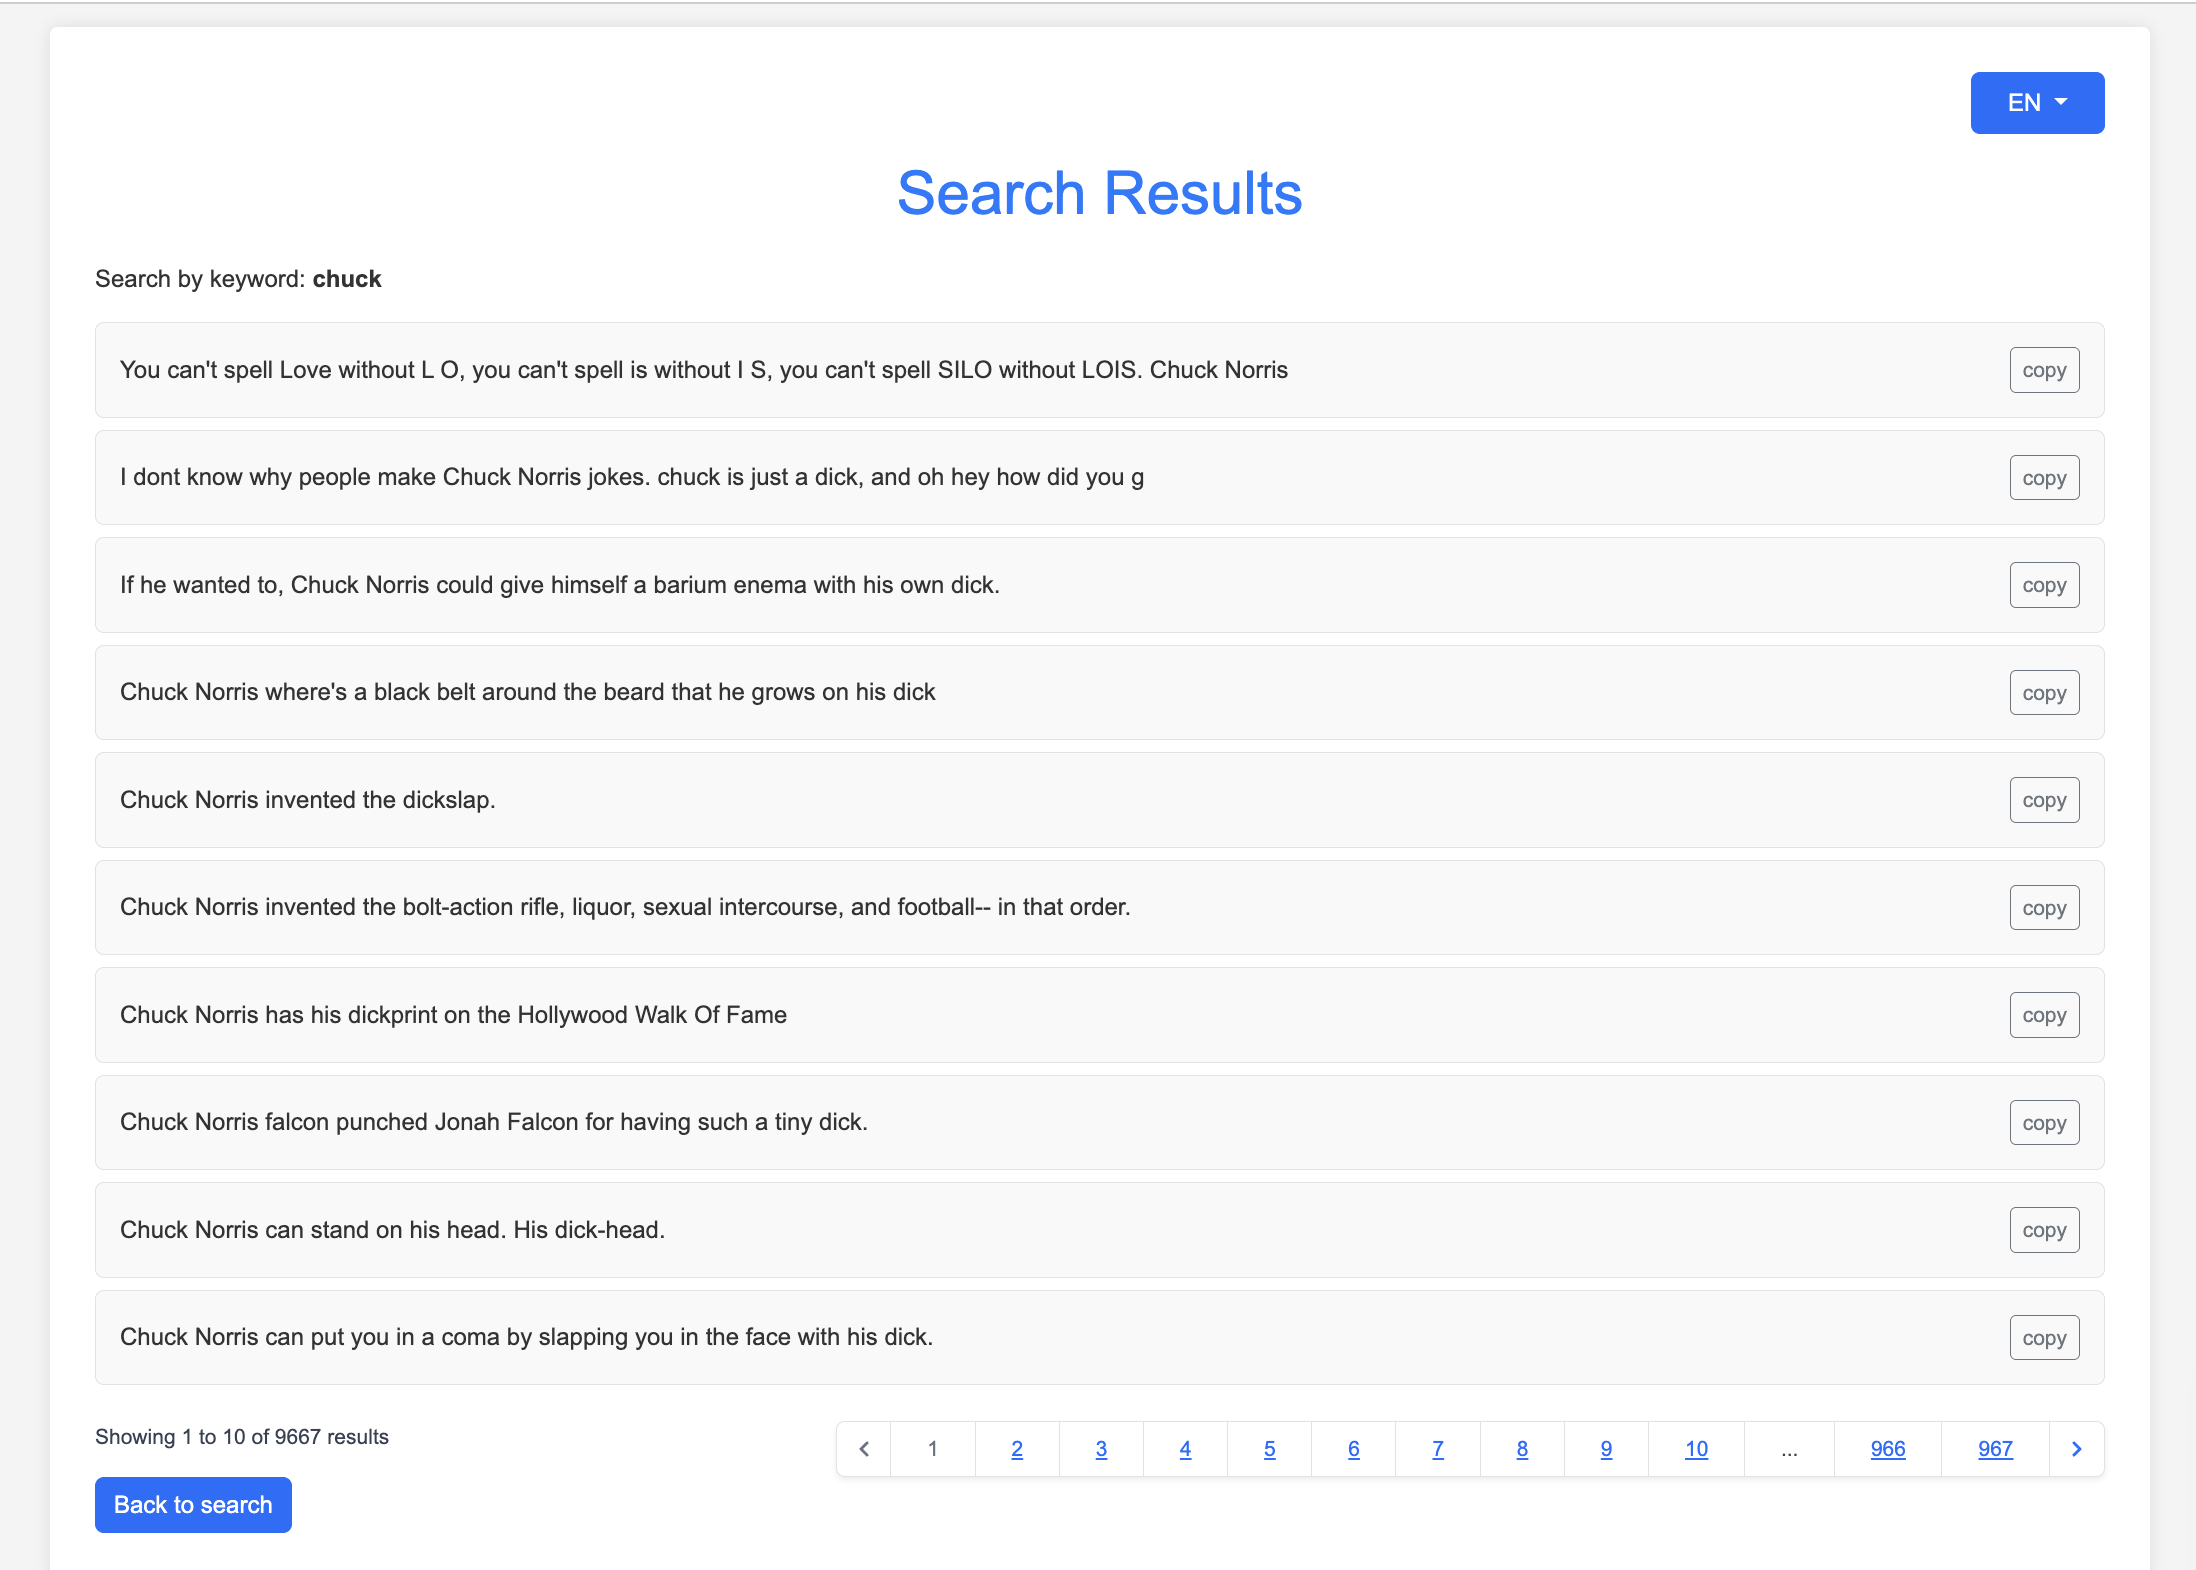 EN
Search Results
Search by keyword: chuck
You can't spell Love without L O, you can't spell is without I S, you can't spell SILO without LOIS. Chuck Norris
copy
I dont know why people make Chuck Norris jokes. chuck is just a dick, and oh hey how did you g
copy
If he wanted to, Chuck Norris could give himself a barium enema with his own dick.
copy
Chuck Norris where's a black belt around the beard that he grows on his dick
copy
Chuck Norris invented the dickslap.
copy
Chuck Norris invented the bolt-action rifle, liquor, sexual intercourse, and football-- in that order.
copy
Chuck Norris has his dickprint on the Hollywood Walk Of Fame
copy
Chuck Norris falcon punched Jonah Falcon for having such a tiny dick.
copy
Chuck Norris can stand on his head. His dick-head.
copy
Chuck Norris can put you in a coma by slapping you in the face with his dick.
copy
Showing 1 to 10 of 9667 results
1 2 3 4 5 6 7 8 9 10 ... 966 967
Back to search